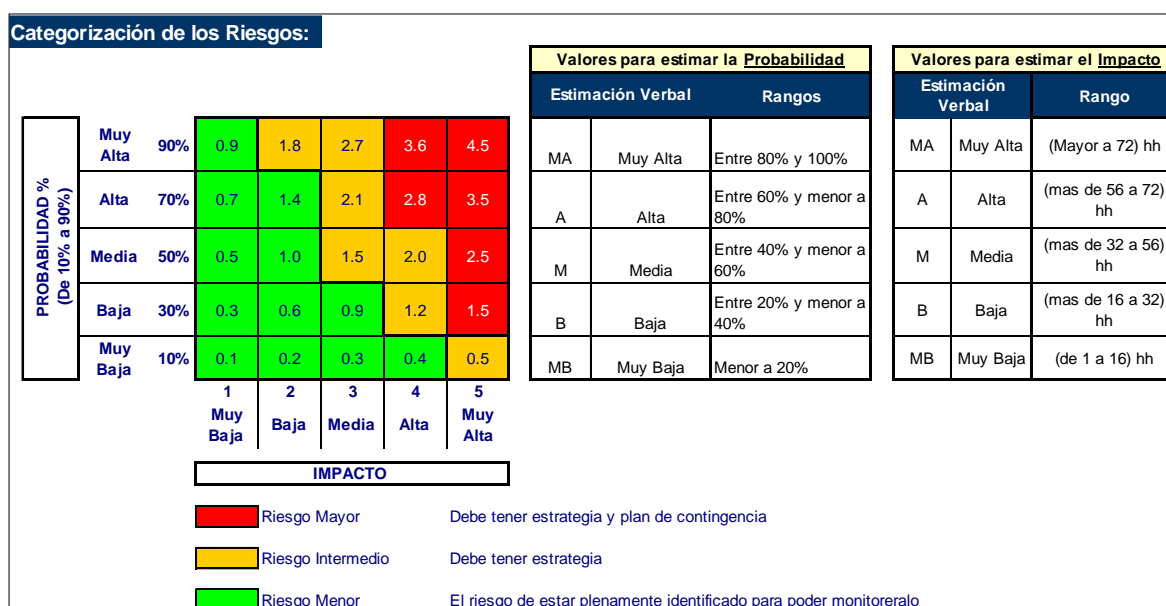 Categorización de los Riesgos:
PROBABILIDAD %
(De 10% a 90%)
Muy
Alta
90%
0.9
1.8
2.7
3.6
4.5
Alta
70%
0.7
1.4
2.1
2.8
3.5
Media
50%
0.5
1.0
1.5
2.0
2.5
Baja
30%
0.3
0.6
0.9
1.2
1.5
Muy
Baja
10%
0.1
0.2
0.3
0.4
0.5
1
2
3
4
5
Muy
Baja
Baja
Media
Alta
Muy
Alta
IMPACTO
Riesgo Mayor
Debe tener estrategia y plan de contingencia
Riesgo Intermedio
Debe tener estrategia
Riesgo Menor
El riesgo de estar plenamente identificado para poder monitoreralo
Valores para estimar la Probabilidad
Estimación Verbal
Rangos
MA
Muy Alta
Entre 80% y 100%
A
Alta
Entre 60% y menor a
80%
M
Media
Entre 40% y menor a
60%
B
Baja
Entre 20% y menor a
40%
MB
Muy Baja
Menor a 20%
Valores para estimar el Impacto
Estimación
Verbal
Rango
MA
Muy Alta
(Mayor a 72) hh
A
Alta
(mas de 56 a 72)
hh
M
Media
(mas de 32 a 56)
hh
B
Baja
(mas de 16 a 32)
hh
MB
Muy Baja
(de 1 a 16) hh